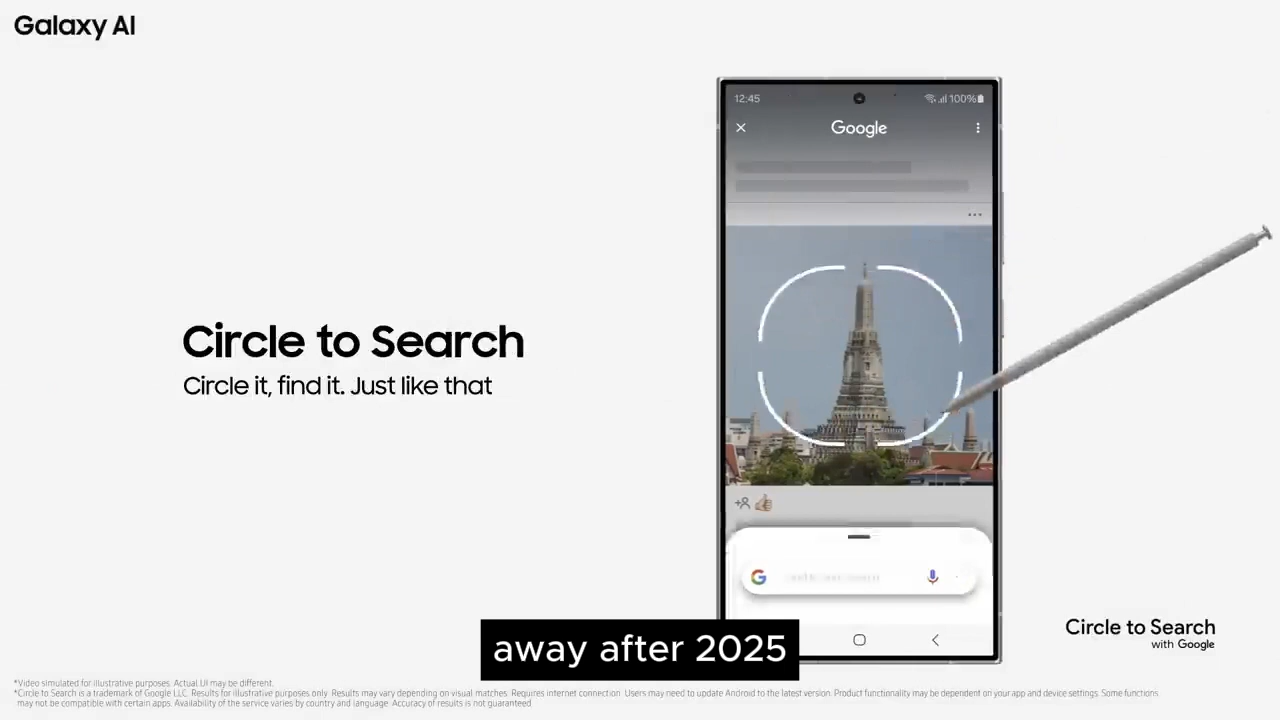 Galaxy AI
12:45
100%
Google
Circle to Search
Circle it, find it. Just like that
G
away after 2025
Circle to Search
with Google
*Video simulated for illustrative purposes. Actual UI may be different.
*Circle to Search is a trademark of Google LLC. Results for illustrative purposes only. Results may vary depending on visual matches. Requires internet connection. Users may need to update Android to the latest version. Product functionality may be dependent on your app and device settings. Some functions
may not be compatible with certain apps. Availability of the service varies by country and language. Accuracy of results is not guaranteed